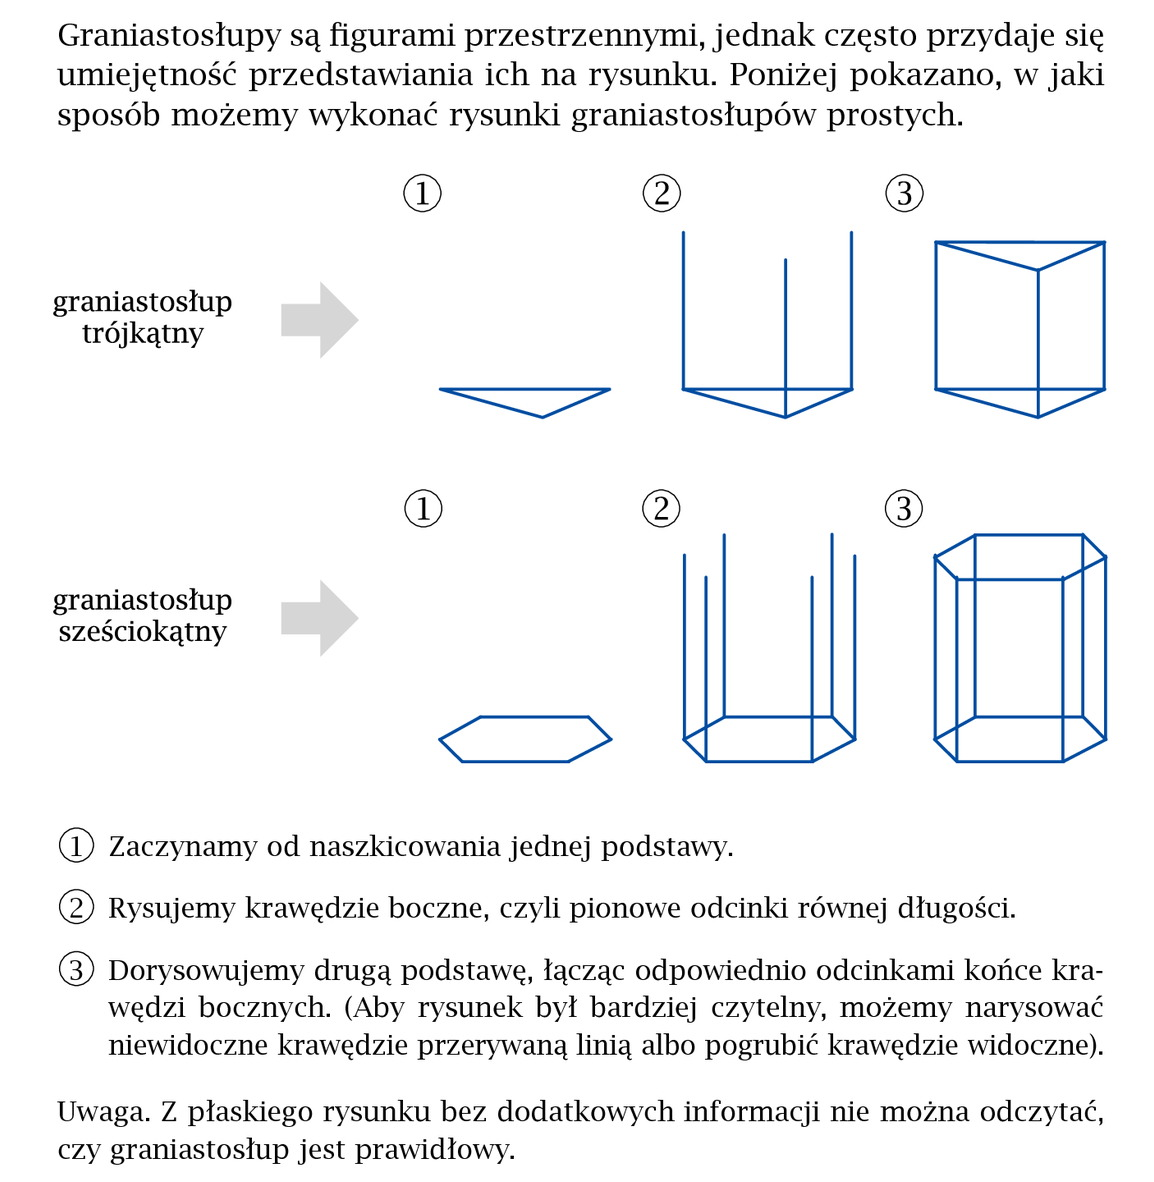 Graniastosłupy są figurami przestrzennymi, jednak często przydaje się
umiejętność przedstawiania ich na rysunku. Poniżej pokazano, w jaki
sposób możemy wykonać rysunki graniastosłupów prostych.
1 2 3
graniastosłup
trójkątny
1 2 3
graniastosłup
sześciokątny
1 Zaczynamy od naszkicowania jednej podstawy.
2 Rysujemy krawędzie boczne, czyli pionowe odcinki równej długości.
3 Dorysowujemy drugą podstawę, łącząc odpowiednio odcinkami końce kra-
wędzi bocznych. (Aby rysunek był bardziej czytelny, możemy narysować
niewidoczne krawędzie przerywaną linią albo pogrubić krawędzie widoczne).
Uwaga. Z płaskiego rysunku bez dodatkowych informacji nie można odczytać,
czy graniastosłup jest prawidłowy.